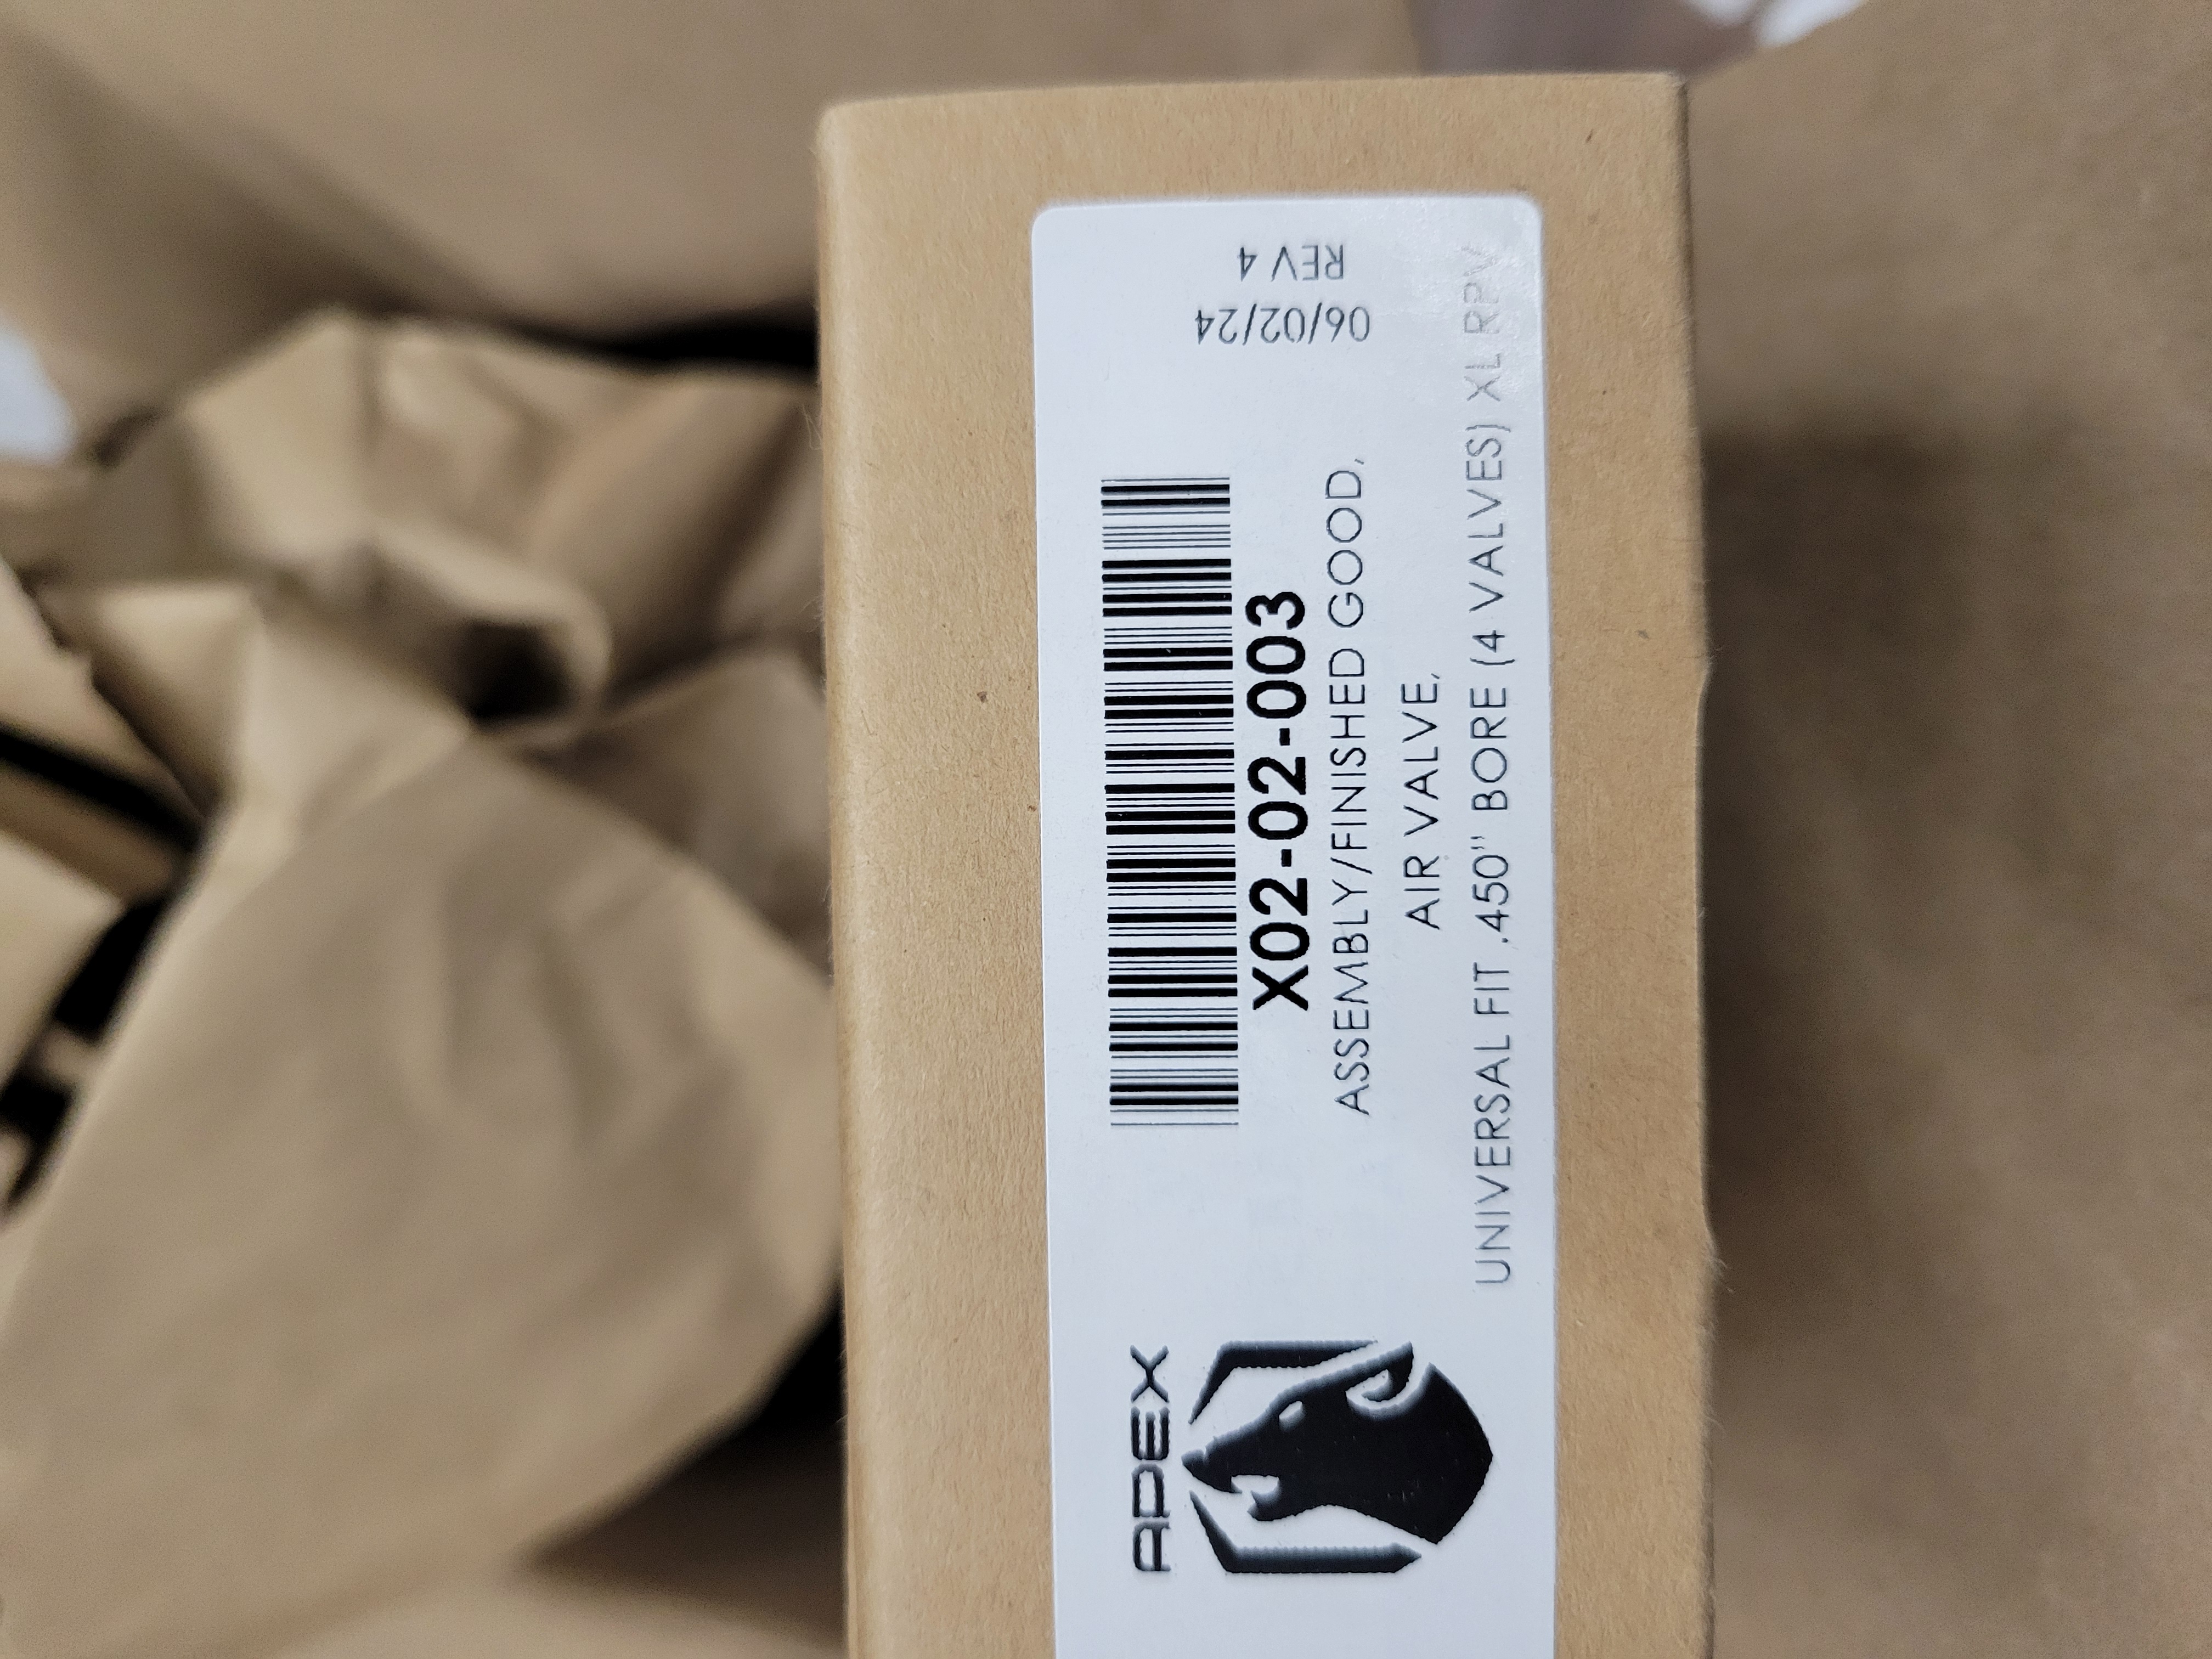 APEX
X02-02-003
ASSEMBLY/FINISHED GOOD,
AIR VALVE,
UNIVERSAL FIT .450" BORE (4 VALVES) XL RPV
06/02/24
REV 4